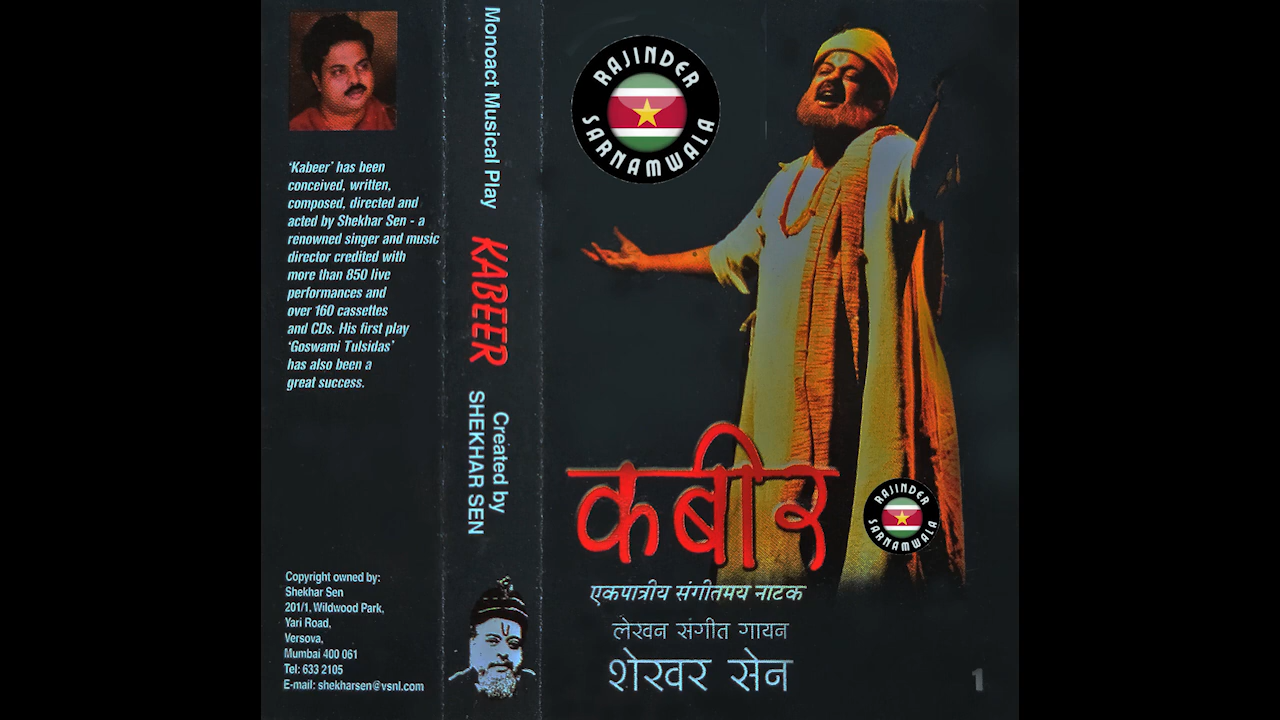 'Kabeer' has been
conceived, written,
composed, directed and
acted by Shekhar Sen - a
renowned singer and music
director credited with
more than 850 live
performances and
over 160 cassettes
and CDs. His first play
'Goswami Tulsidas'
has also been a
great success.
Copyright owned by:
Shekhar Sen
201/1, Wildwood Park,
Yari Road,
Versova,
Mumbai 400 061
Tel: 633 2105
E-mail: shekharsen@vsnl.com
Monoact Musical Play
KABEER
Created by
SHEKHAR SEN
RAJINDER
SARNAMWALA
कबीर
RAJINDER
SARNAMWALA
एकपात्रीय संगीतमय नाटक
लेखन संगीत गायन
शेखर सेन
1